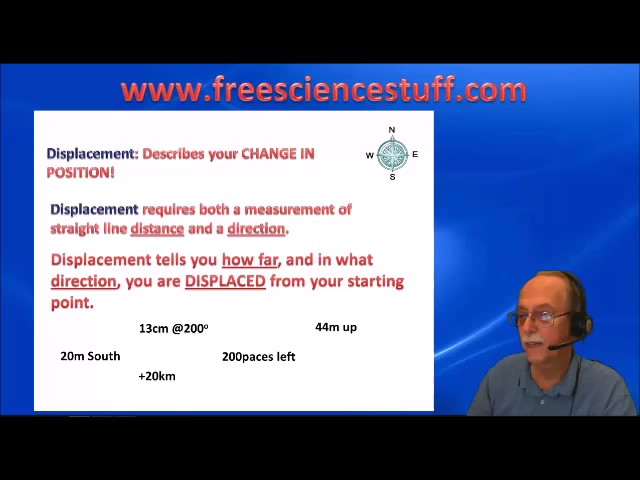 www.freesciencestuff.com
Displacement: Describes your CHANGE IN
POSITION!
N
W E
S
Displacement requires both a measurement of
straight line distance and a direction.
Displacement tells you how far, and in what
direction, you are DISPLACED from your starting
point.
13cm @200º
44m up
20m South
200paces left
+20km